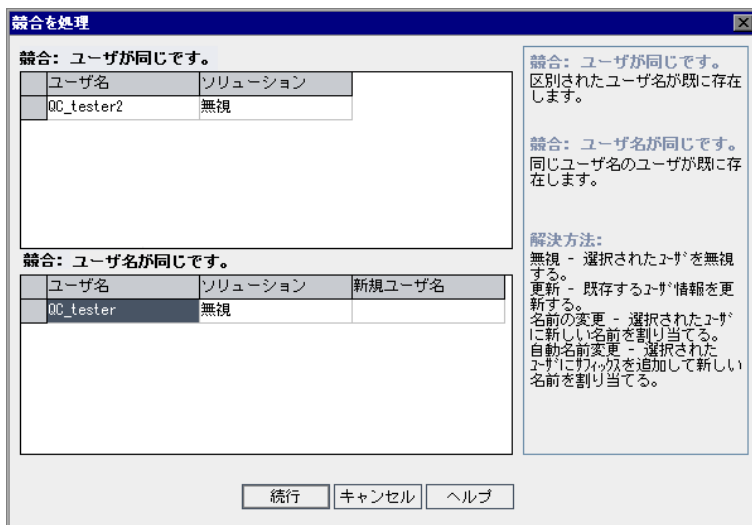 競合を処理
競合: ユーザが同じです。
ユーザ名 ソリューション
QC_tester2 無視
競合: ユーザ名が同じです。
ユーザ名 ソリューション 新規ユーザ名
QC_tester 無視
競合: ユーザが同じです。
区別されたユーザ名が既に存在
します。
競合: ユーザ名が同じです。
同じユーザ名のユーザが既に存
在します。
解決方法:
無視 - 選択されたﾕｰｻﾞを無視
する。
更新 - 既存するﾕｰｻﾞ情報を更
新する。
名前の変更 - 選択されたﾕｰｻﾞ
に新しい名前を割り当てる。
自動名前変更 - 選択された
ﾕｰｻﾞにｻﾌｨｯｸｽを追加して新しい
名前を割り当てる。
続行 キャンセル ヘルプ